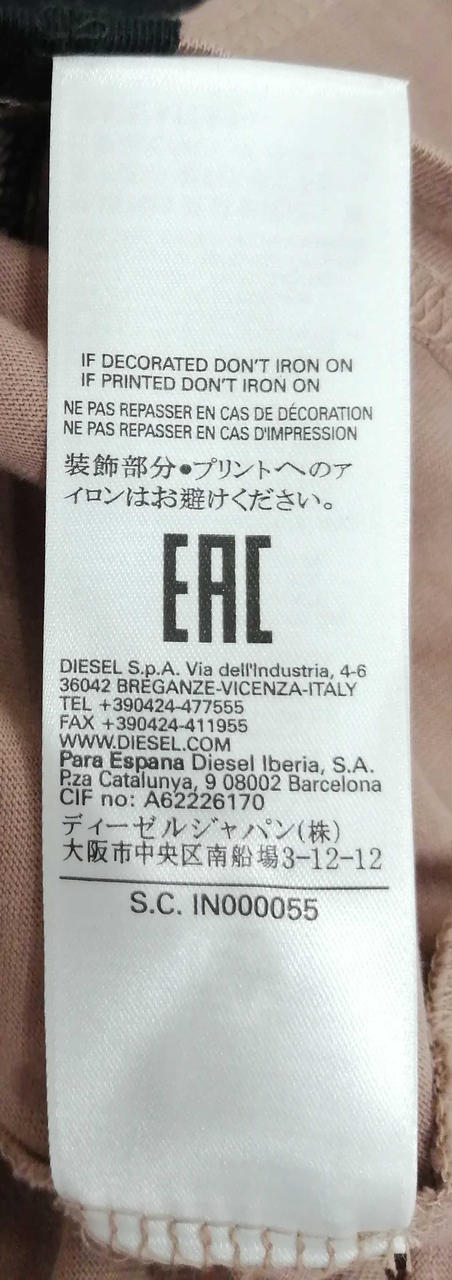 IF DECORATED DON'T IRON ON
IF PRINTED DON'T IRON ON
NE PAS REPASSER EN CAS DE DÉCORATION
NE PAS REPASSER EN CAS D'IMPRESSION
装飾部分●プリントへのア
イロンはお避けください。
EAC
DIESEL S.p.A. Via dell'Industria, 4-6
36042 BREGANZE-VICENZA-ITALY
TEL +390424-477555
FAX +390424-411955
WWW.DIESEL.COM
Para Espana Diesel Iberia, S.A.
P.za Catalunya, 9 08002 Barcelona
CIF no: A62226170
ディーゼルジャパン(株)
大阪市中央区南船場3-12-12
S.C. IN000055